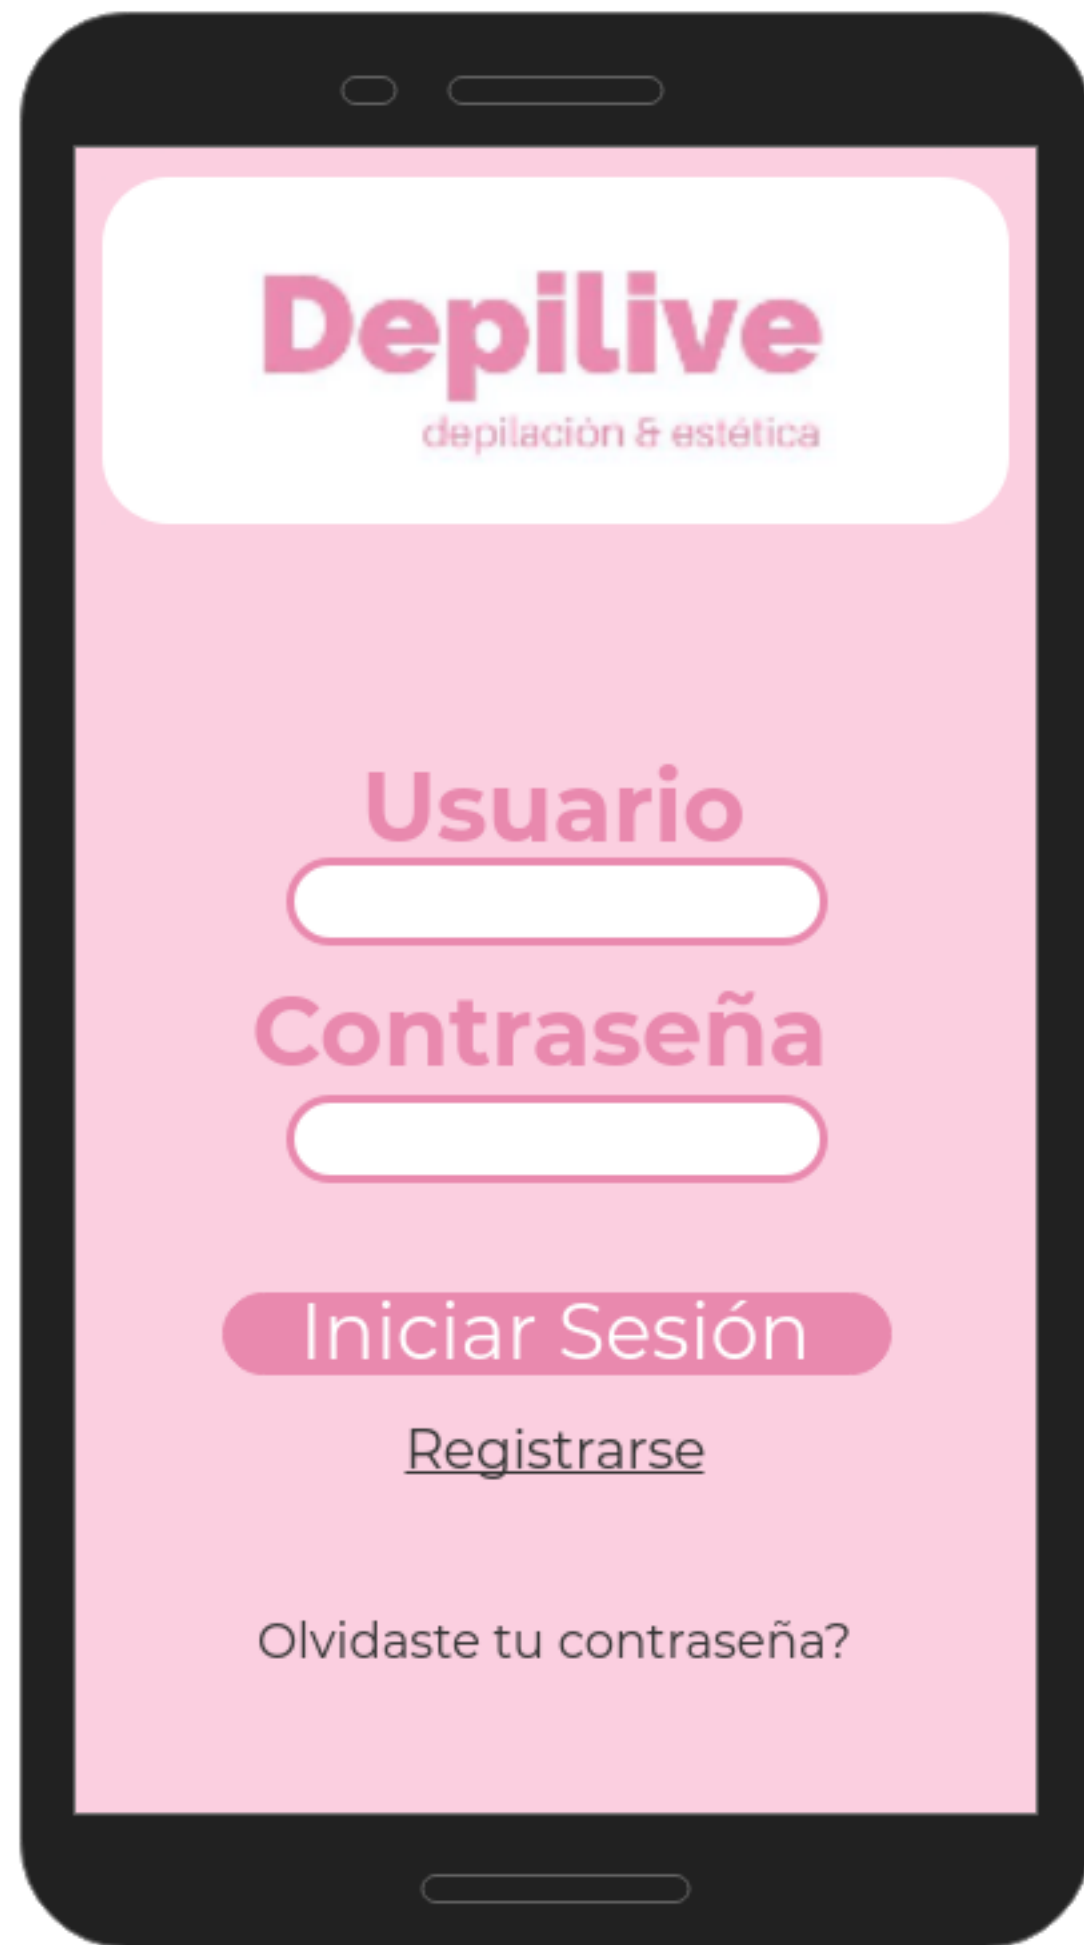 Depilive
depilación & estética
Usuario
Contraseña
Iniciar Sesión
Registrarse
Olvidaste tu contraseña?